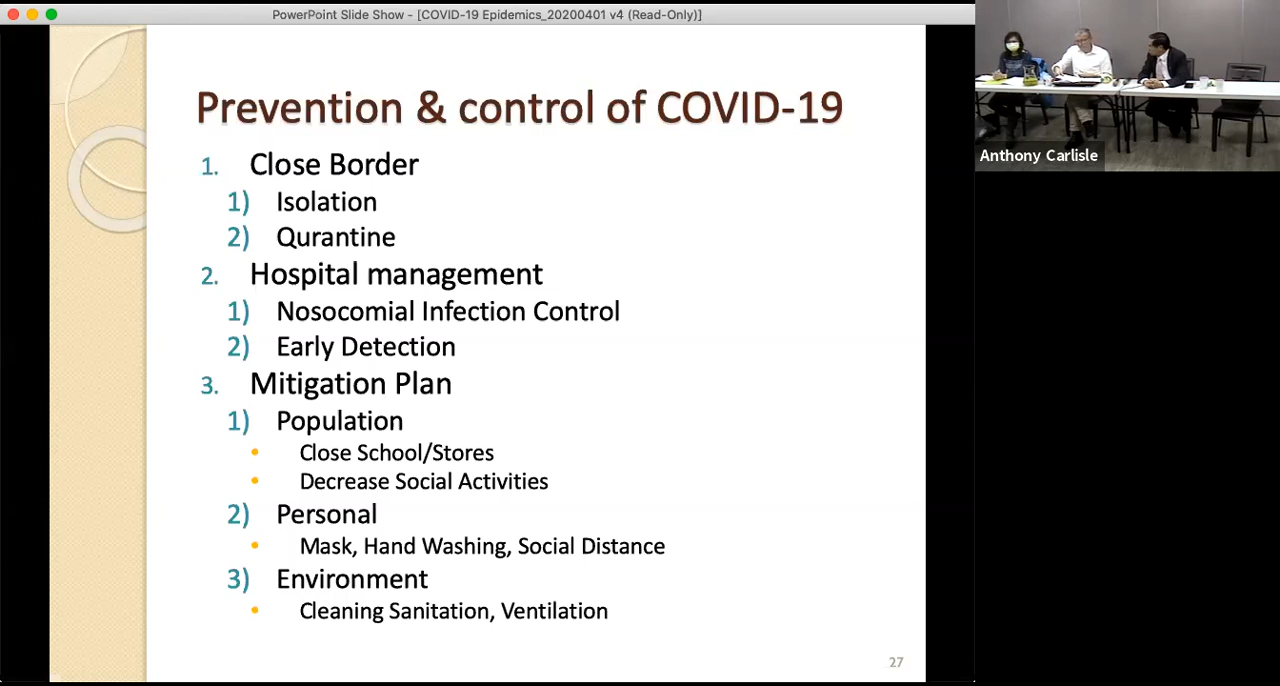 PowerPoint Slide Show - [COVID-19 Epidemics_20200401 v4 (Read-Only)]
Prevention & control of COVID-19
1. Close Border
1) Isolation
2) Qurantine
2. Hospital management
1) Nosocomial Infection Control
2) Early Detection
3. Mitigation Plan
1) Population
• Close School/Stores
• Decrease Social Activities
2) Personal
• Mask, Hand Washing, Social Distance
3) Environment
• Cleaning Sanitation, Ventilation
27
Anthony Carlisle